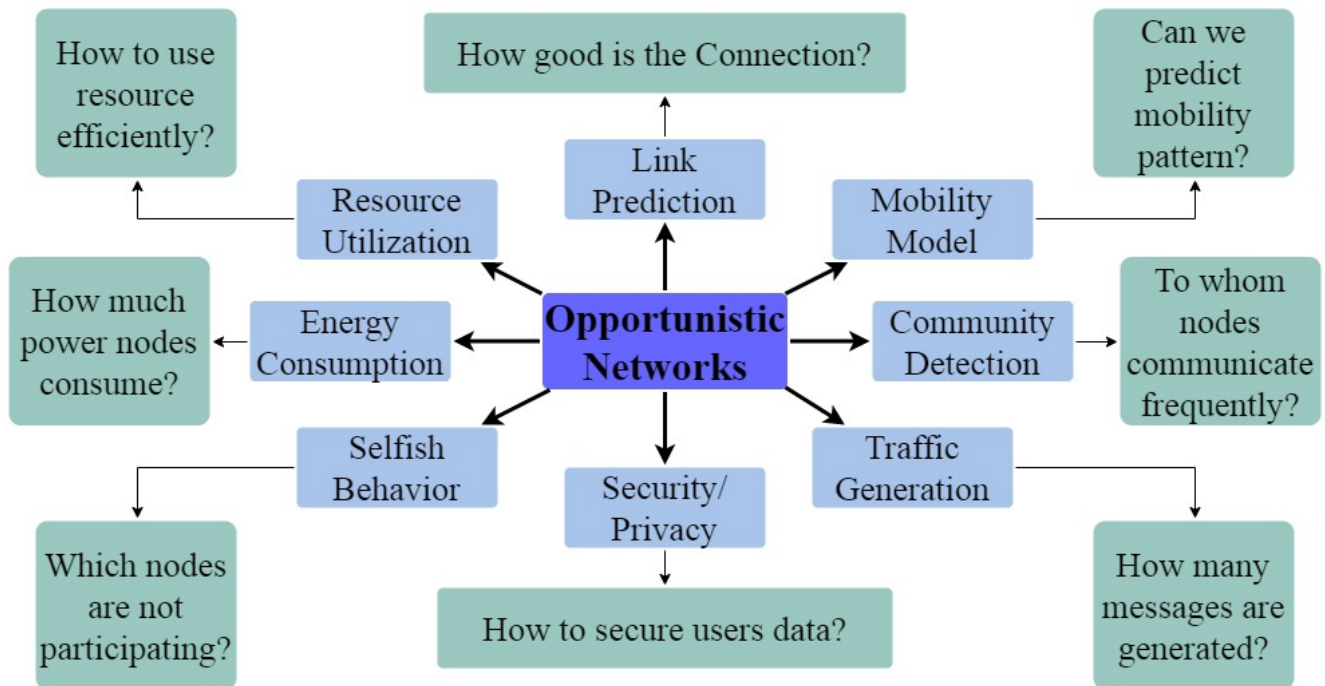 How to use
resource
efficiently?
How good is the Connection?
Can we
predict
mobility
pattern?
Link
Prediction
Resource
Utilization
Mobility
Model
How much
power nodes
consume?
Energy
Consumption
Opportunistic
Networks
Community
Detection
To whom
nodes
communicate
frequently?
Selfish
Behavior
Security/
Privacy
Traffic
Generation
Which nodes
are not
participating?
How to secure users data?
How many
messages are
generated?